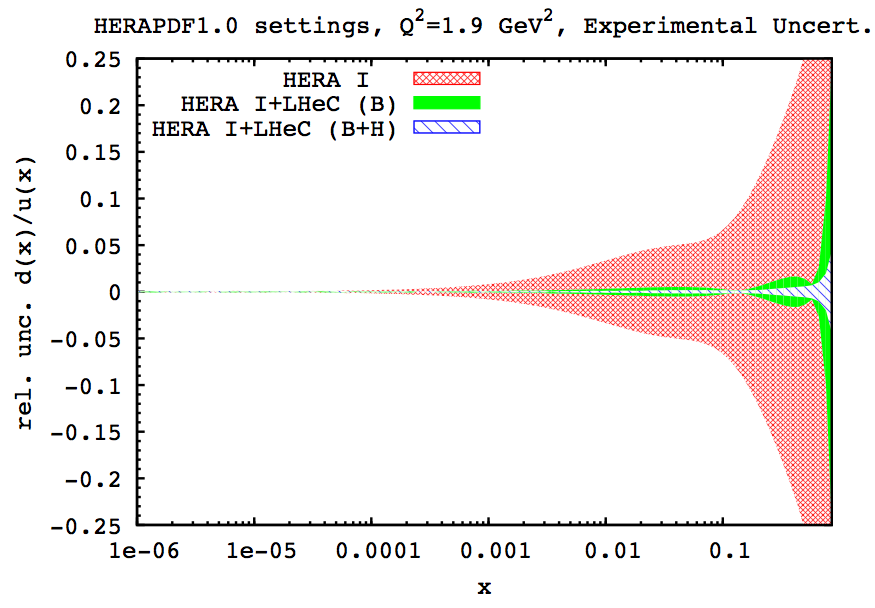 HERAPDF1.0 settings, Q²=1.9 GeV², Experimental Uncert.
HERA I
HERA I+LHeC (B)
HERA I+LHeC (B+H)
rel. unc. d(x)/u(x)
0.25
0.2
0.15
0.1
0.05
0
-0.05
-0.1
-0.15
-0.2
-0.25
1e-06 1e-05 0.0001 0.001 0.01 0.1
x